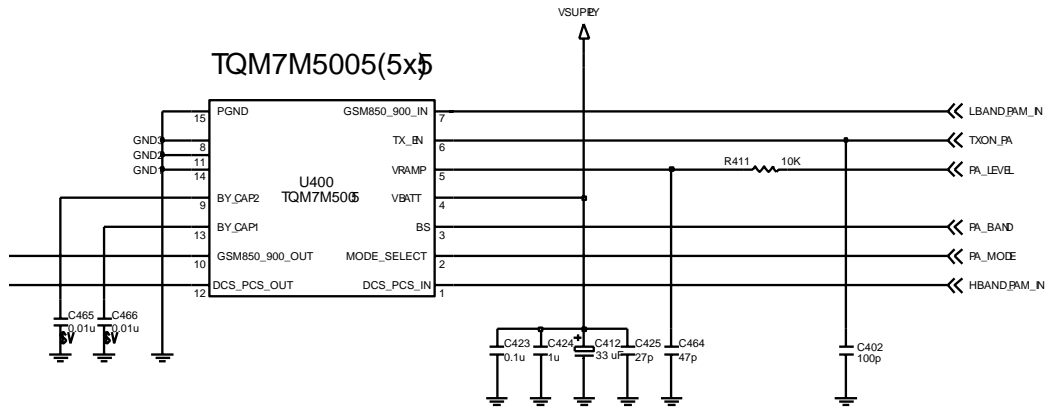 VSUPPLY
TQM7M5005(5x5)
PGND
15
GSM850_900_IN
7
LBAND_PAM_IN
GND3
8
TX_EN
6
TXON_PA
GND2
11
GND1
14
VRAMP
5
R411
10K
PA_LEVEL
U400
TQM7M5005
BY_CAP2
9
VBATT
4
BY_CAP1
13
BS
3
PA_BAND
GSM850_900_OUT
10
MODE_SELECT
2
PA_MODE
DCS_PCS_OUT
12
DCS_PCS_IN
1
HBAND_PAM_IN
C465
0.01u
C466
0.01u
C423
0.1u
C424
1u
+
C412
33 uF
C425
27p
C464
47p
C402
100p